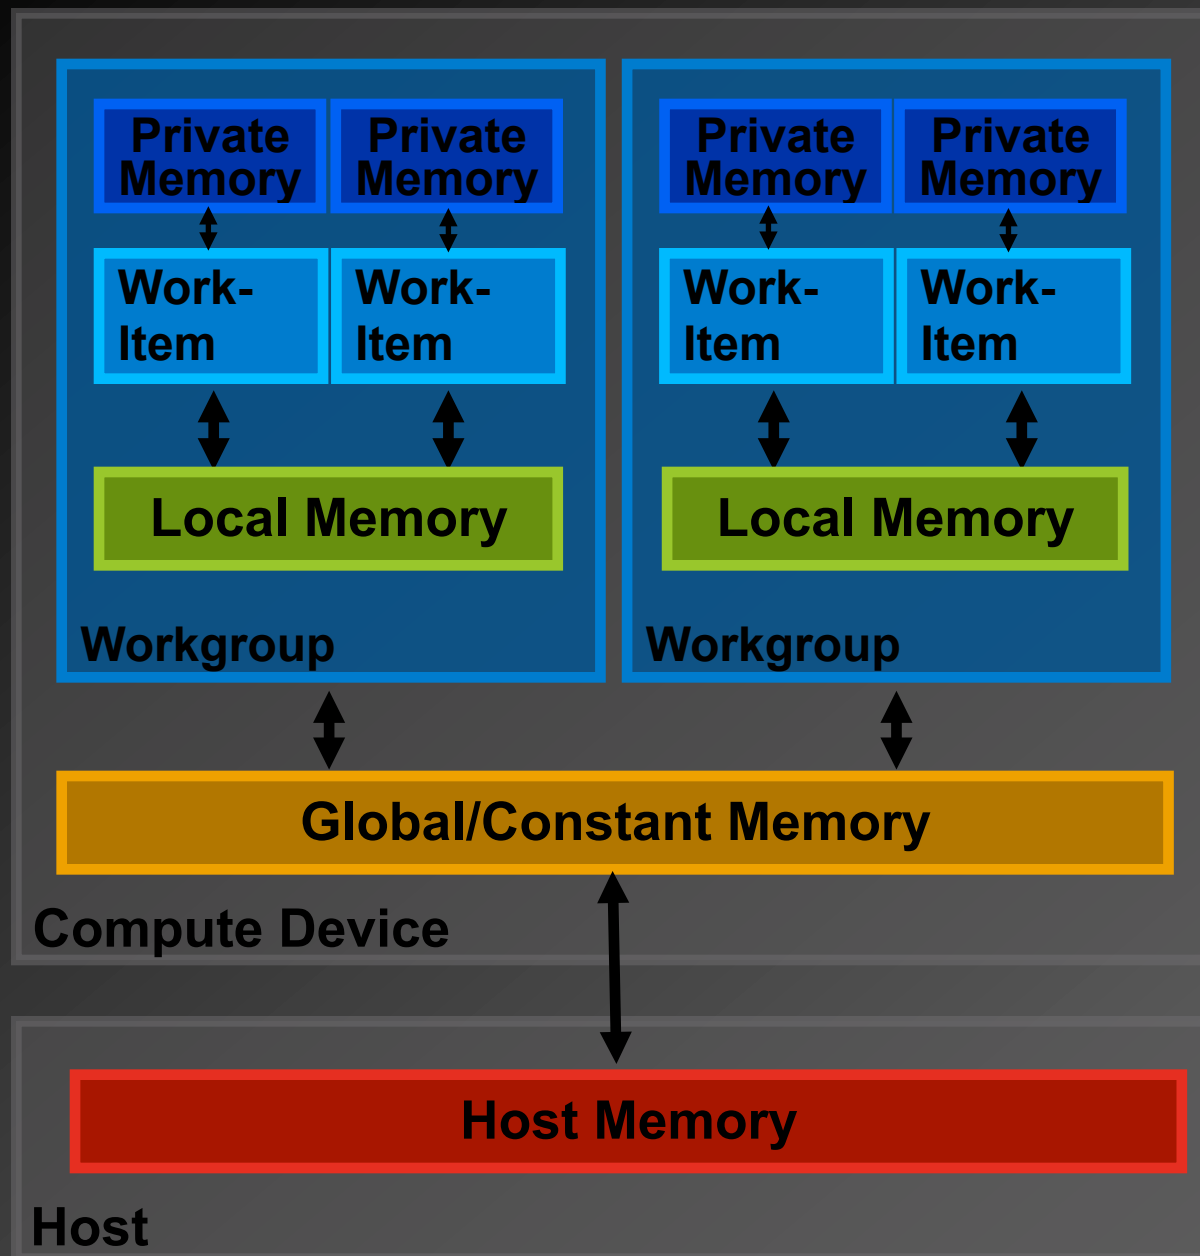 Private Memory
Private Memory
Private Memory
Private Memory
Work-
Item
Work-
Item
Work-
Item
Work-
Item
Local Memory
Local Memory
Workgroup
Workgroup
Global/Constant Memory
Compute Device
Host Memory
Host